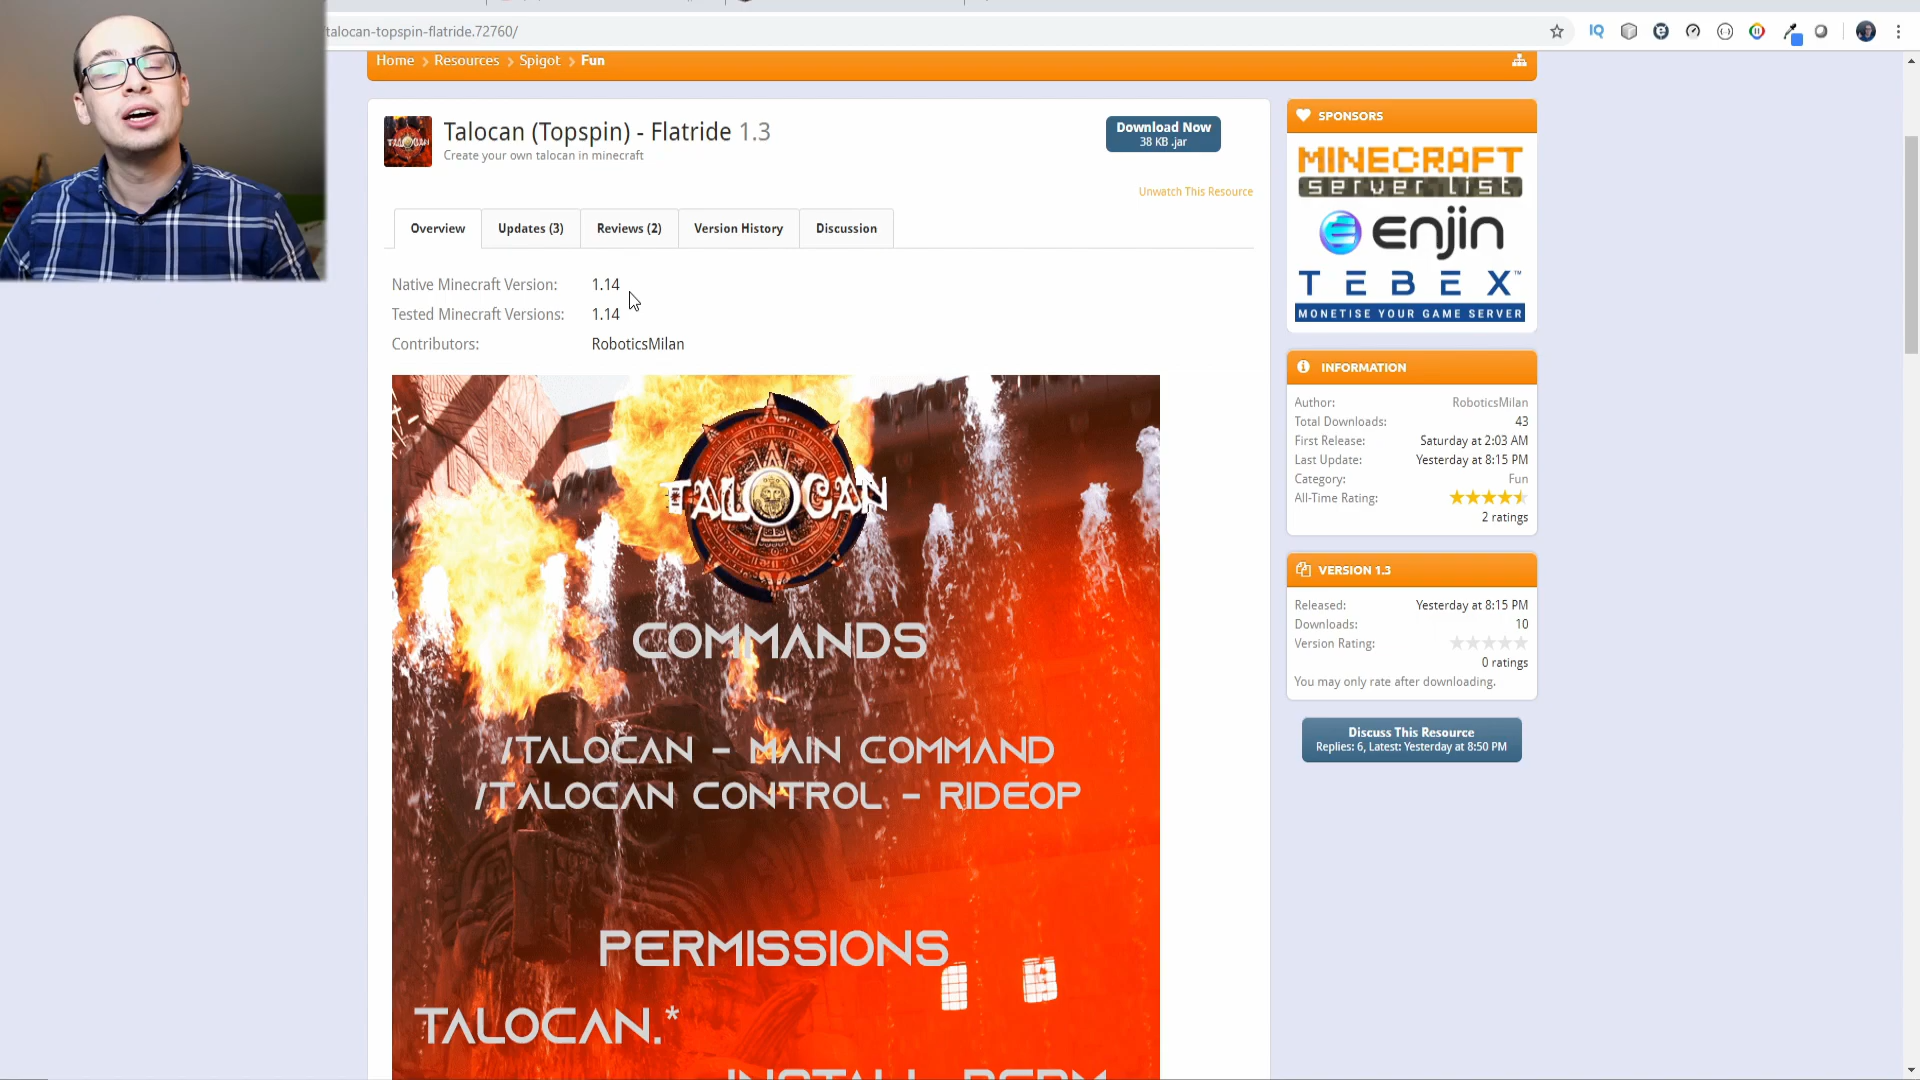 talocan-topspin-flatride.72760/
IQ
Home > Resources > Spigot > Fun
Talocan (Topspin) - Flatride 1.3
Create your own talocan in minecraft
Download Now
38 KB .jar
Unwatch This Resource
Overview
Updates (3)
Reviews (2)
Version History
Discussion
Native Minecraft Version: 1.14
Tested Minecraft Versions: 1.14
Contributors: RoboticsMilan
TALOCAN
COMMANDS
/TALOCAN - MAIN COMMAND
/TALOCAN CONTROL - RIDEOP
PERMISSIONS
TALOCAN.*
SPONSORS
MINECRAFT
server list
enjin
TEBEX™
MONETISE YOUR GAME SERVER
INFORMATION
Author: RoboticsMilan
Total Downloads: 43
First Release: Saturday at 2:03 AM
Last Update: Yesterday at 8:15 PM
Category: Fun
All-Time Rating:
2 ratings
VERSION 1.3
Released: Yesterday at 8:15 PM
Downloads: 10
Version Rating:
0 ratings
You may only rate after downloading.
Discuss This Resource
Replies: 6, Latest: Yesterday at 8:50 PM